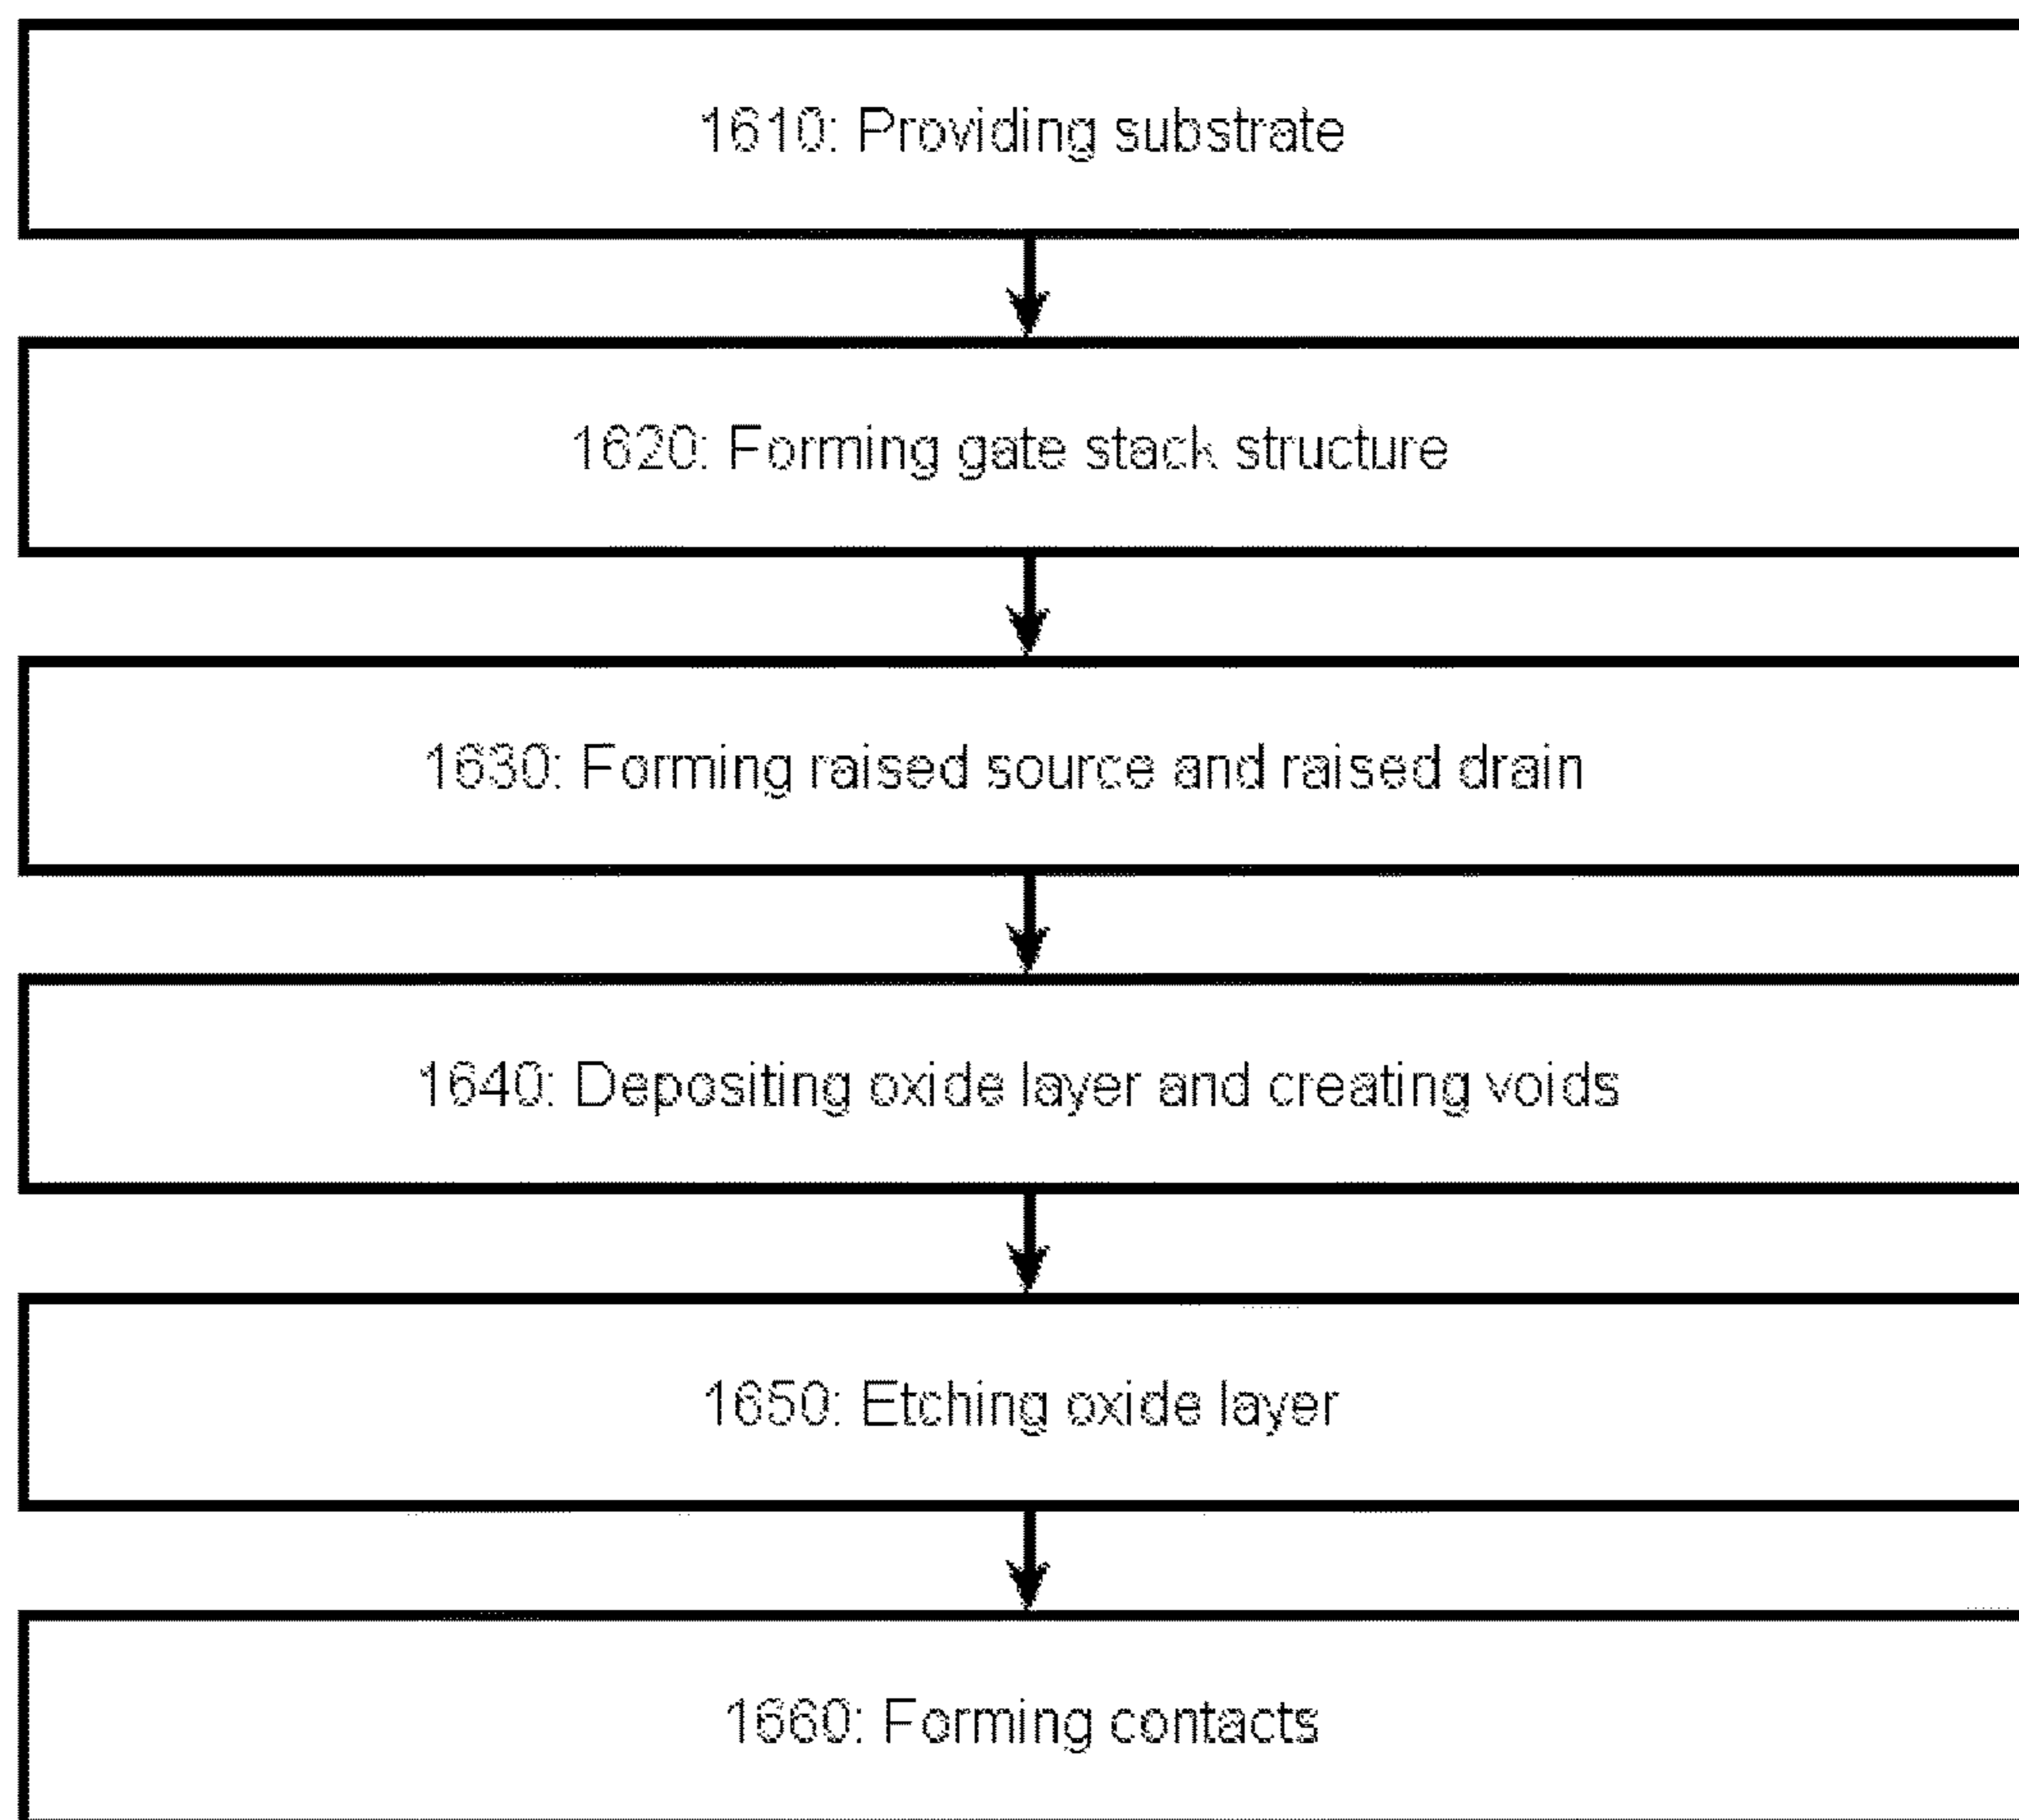 1610: Providing substrate
1620: Forming gate stack structure
1630: Forming raised source and raised drain
1640: Depositing oxide layer and creating voids
1650: Etching oxide layer
1660: Forming contacts